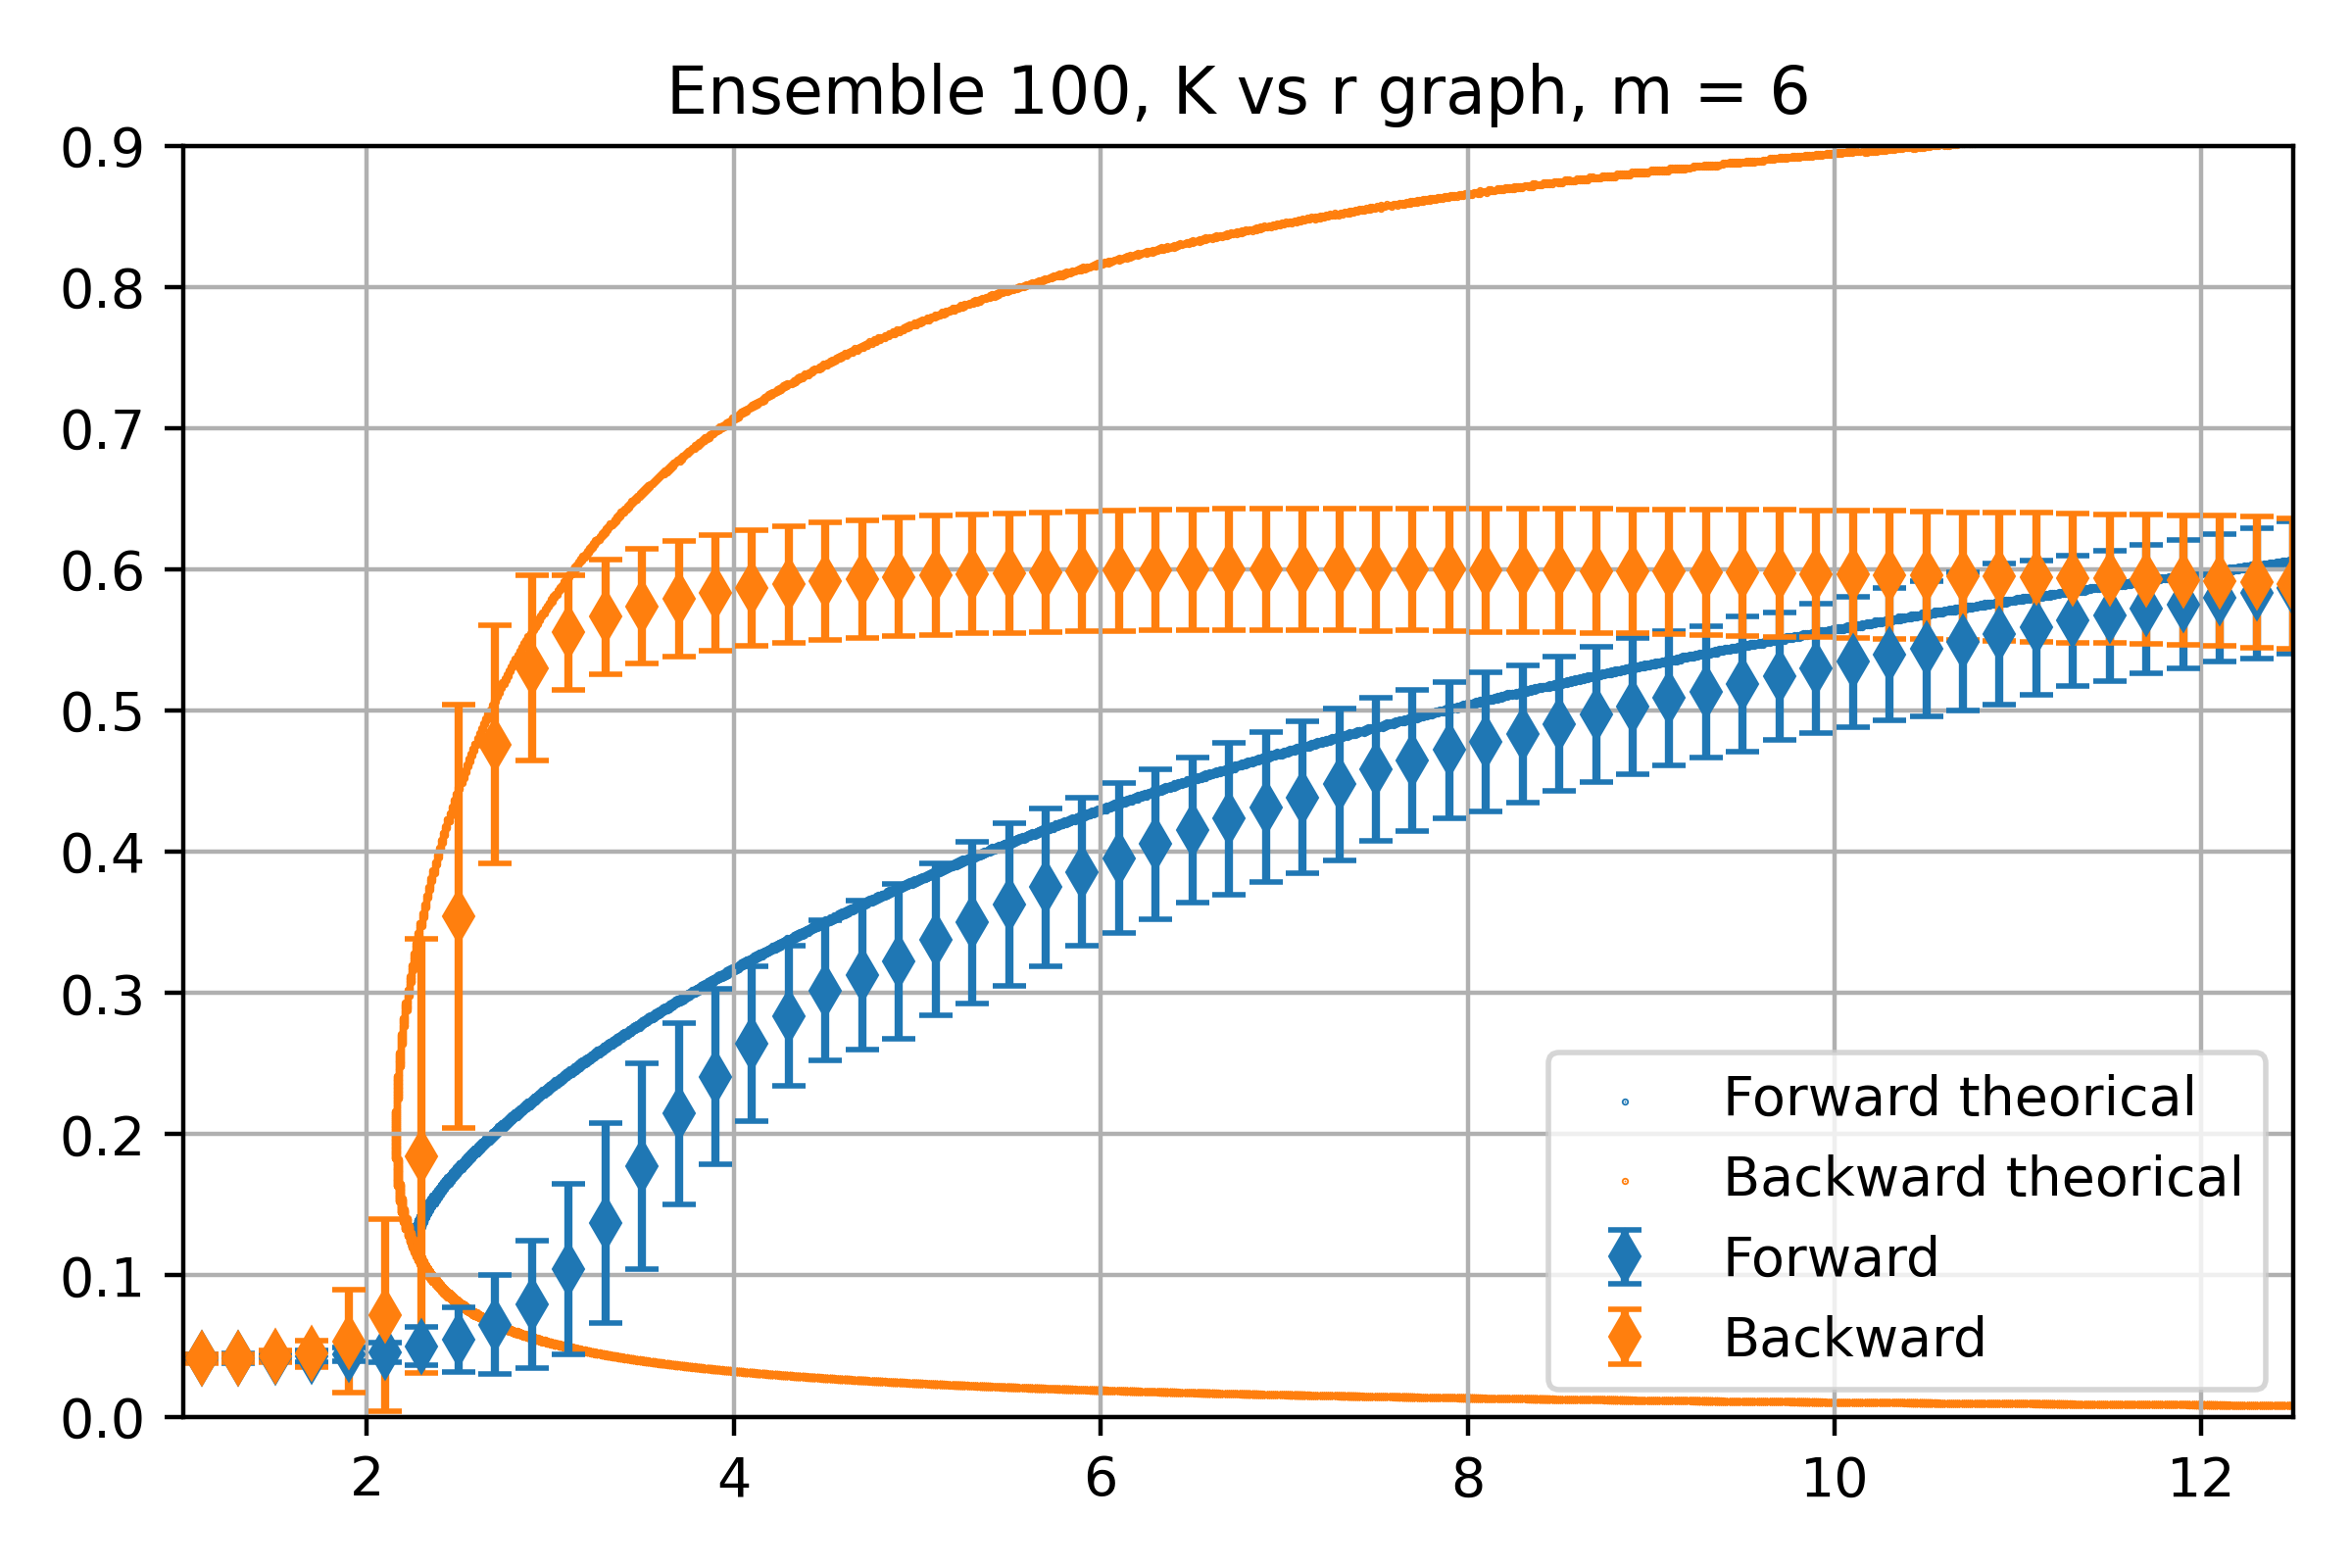 Ensemble 100, K vs r graph, m = 6
0.9
0.8
0.7
0.6
0.5
0.4
0.3
0.2
0.1
0.0
2 4 6 8 10 12
Forward theorical
Backward theorical
Forward
Backward